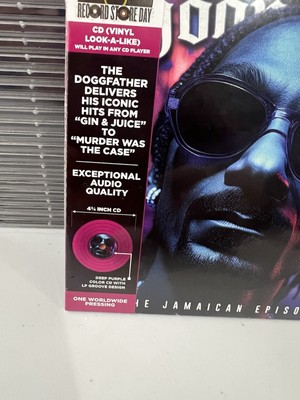 RECORD STORE DAY
CD (VINYL
LOOK-A-LIKE)
WILL PLAY IN ANY CD PLAYER
THE
DOGGFATHER
DELIVERS
HIS ICONIC
HITS FROM
"GIN & JUICE"
TO
"MURDER WAS
THE CASE"
EXCEPTIONAL
AUDIO
QUALITY
4¾ INCH CD
DEEP PURPLE
COLOR CD WITH
LP GROOVE DESIGN
ONE WORLDWIDE
PRESSING
HE JAMAICAN EPISO